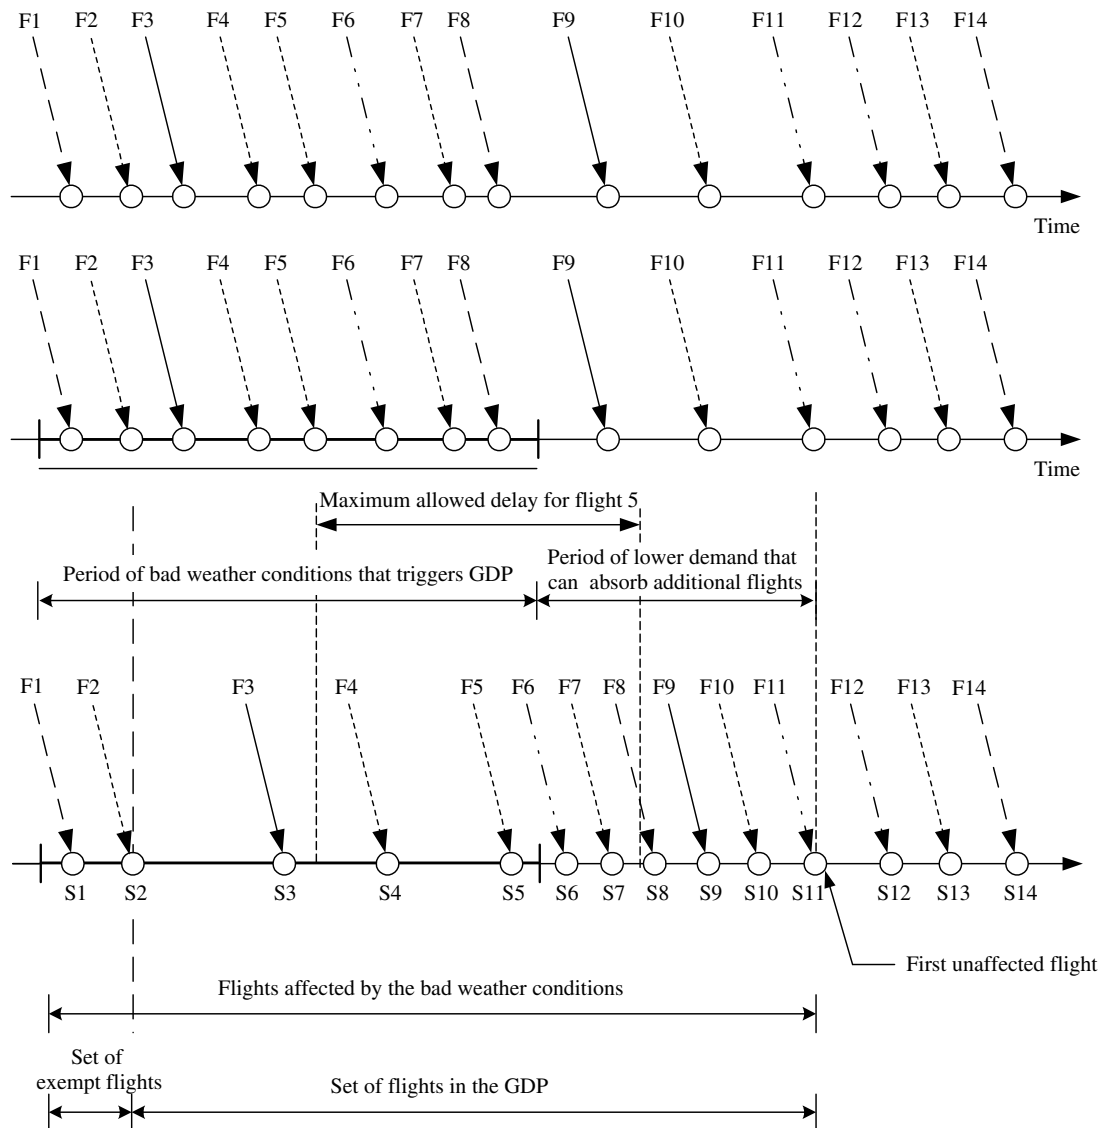 F1 F2 F3 F4 F5 F6 F7 F8 F9 F10 F11 F12 F13 F14
Time
F1 F2 F3 F4 F5 F6 F7 F8 F9 F10 F11 F12 F13 F14
Time
Maximum allowed delay for flight 5
Period of bad weather conditions that triggers GDP
Period of lower demand that
can absorb additional flights
F1 F2 F3 F4 F5 F6 F7 F8 F9 F10 F11 F12 F13 F14
S1 S2 S3 S4 S5 S6 S7 S8 S9 S10 S11 S12 S13 S14
First unaffected flight
Flights affected by the bad weather conditions
Set of
exempt flights
Set of flights in the GDP